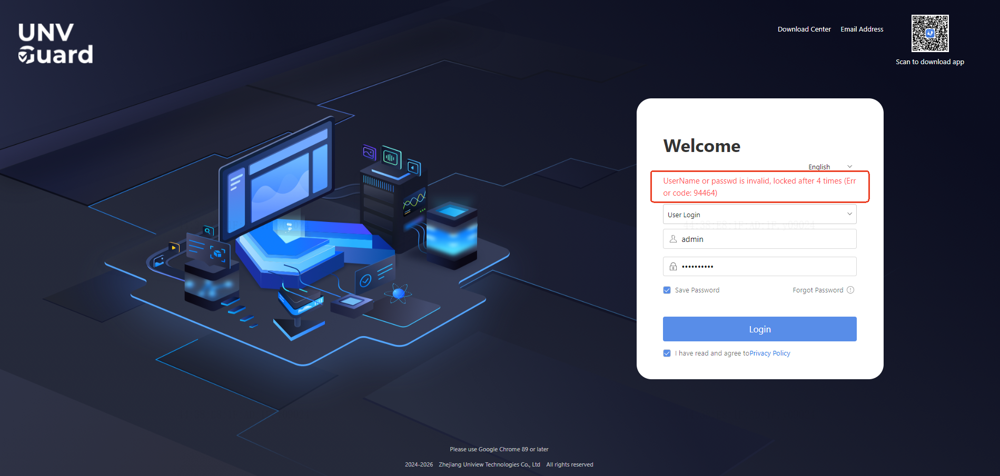 UNV
Guard
Download Center Email Address
Scan to download app
Welcome
English
UserName or passwd is invalid, locked after 4 times (Err
or code: 94464)
User Login
admin
••••••••••
Save Password Forgot Password
Login
I have read and agree toPrivacy Policy
Please use Google Chrome 89 or later
2024-2026 Zhejiang Uniview Technologies Co., Ltd All rights reserved